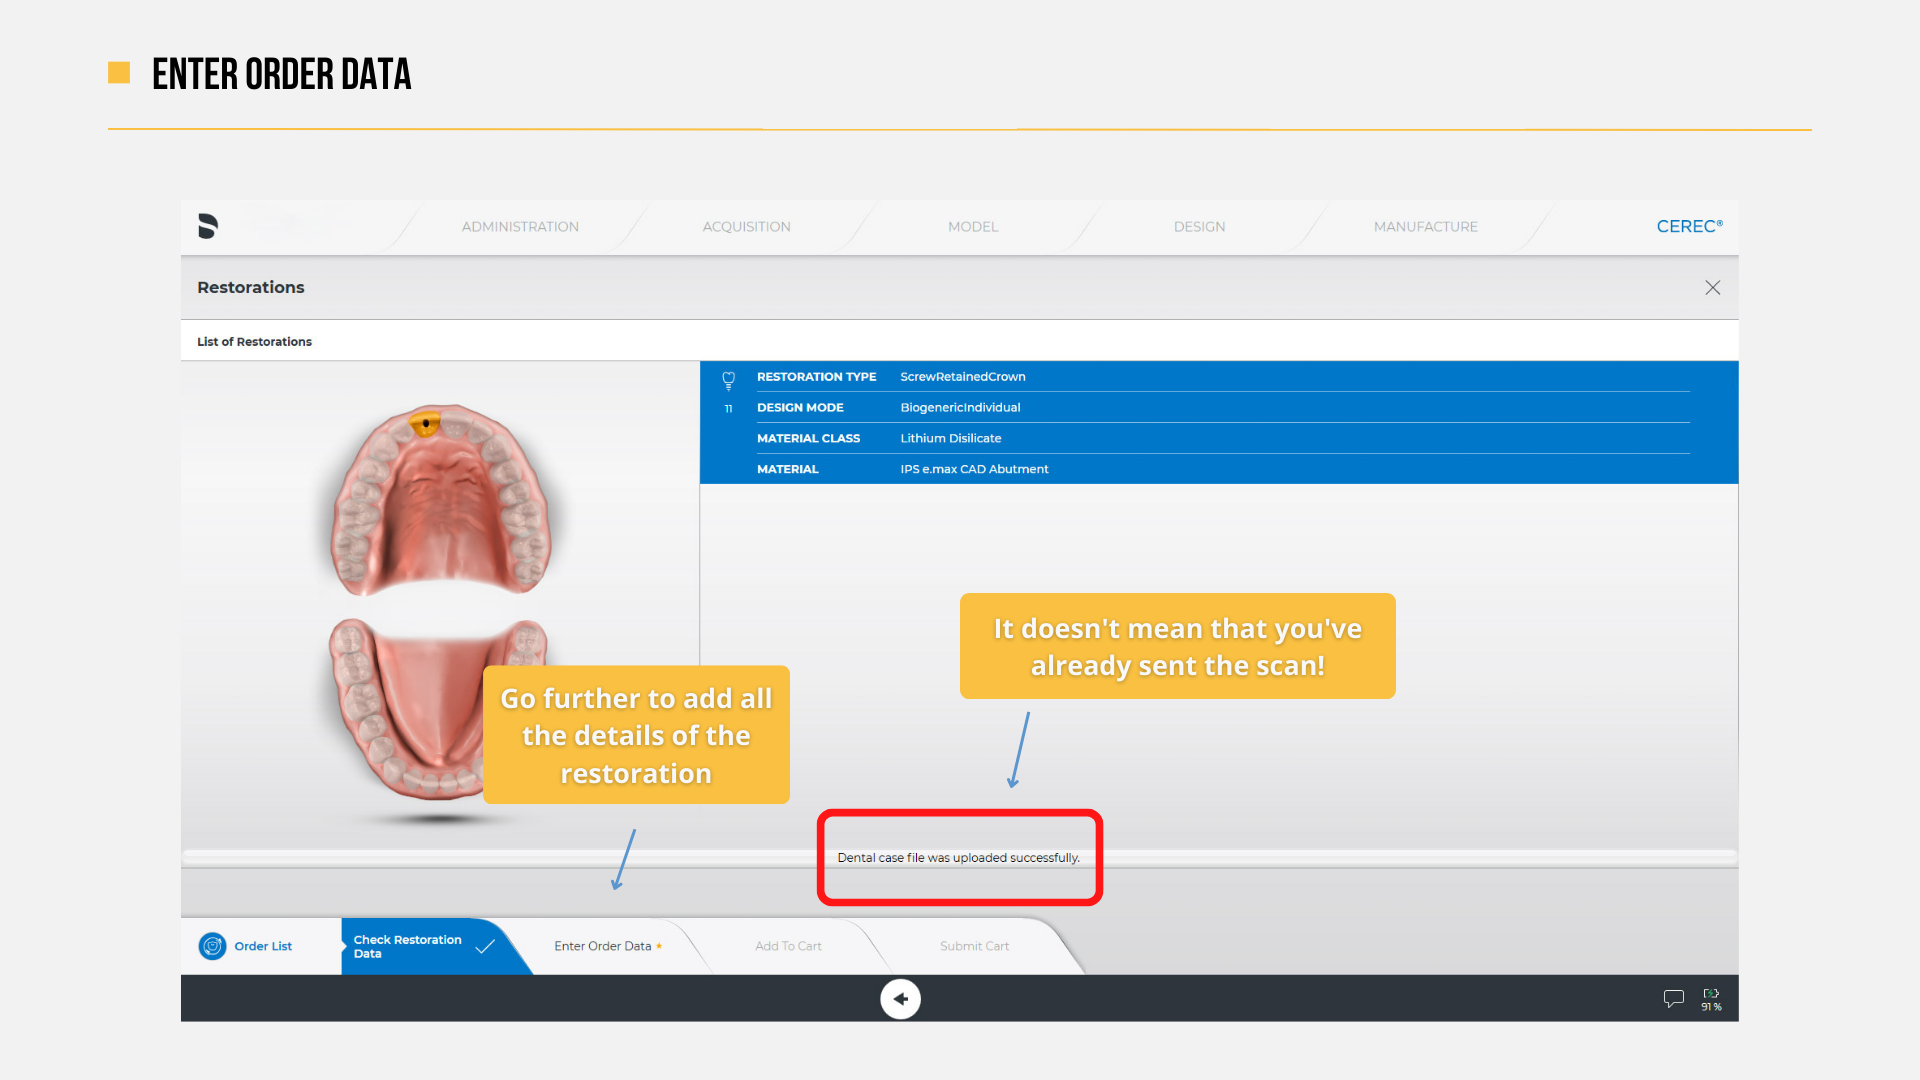 ENTER ORDER DATA
ADMINISTRATION
ACQUISITION
MODEL
DESIGN
MANUFACTURE
CEREC®
Restorations
List of Restorations
RESTORATION TYPE ScrewRetainedCrown
11 DESIGN MODE BiogenericIndividual
MATERIAL CLASS Lithium Disilicate
MATERIAL IPS e.max CAD Abutment
It doesn't mean that you've
already sent the scan!
Go further to add all
the details of the
restoration
Dental case file was uploaded successfully.
Order List
Check Restoration
Data
Enter Order Data *
Add To Cart
Submit Cart
91 %